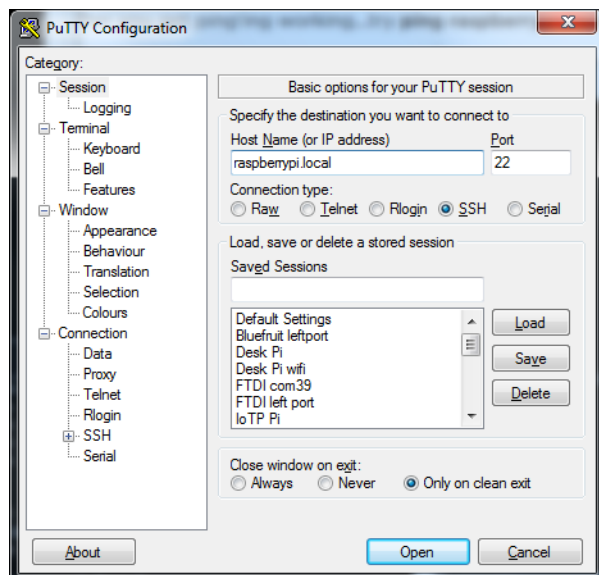 PuTTY Configuration
Category:
Session
Logging
Terminal
Keyboard
Bell
Features
Window
Appearance
Behaviour
Translation
Selection
Colours
Connection
Data
Proxy
Telnet
Rlogin
SSH
Serial
Basic options for your PuTTY session
Specify the destination you want to connect to
Host Name (or IP address) Port
raspberrypi.local 22
Connection type:
Raw Telnet Rlogin SSH Serial
Load, save or delete a stored session
Saved Sessions
Default Settings
Bluefruit leftport
Desk Pi
Desk Pi wifi
FTDI com39
FTDI left port
IoTP Pi
Load
Save
Delete
Close window on exit:
Always Never Only on clean exit
About Open Cancel